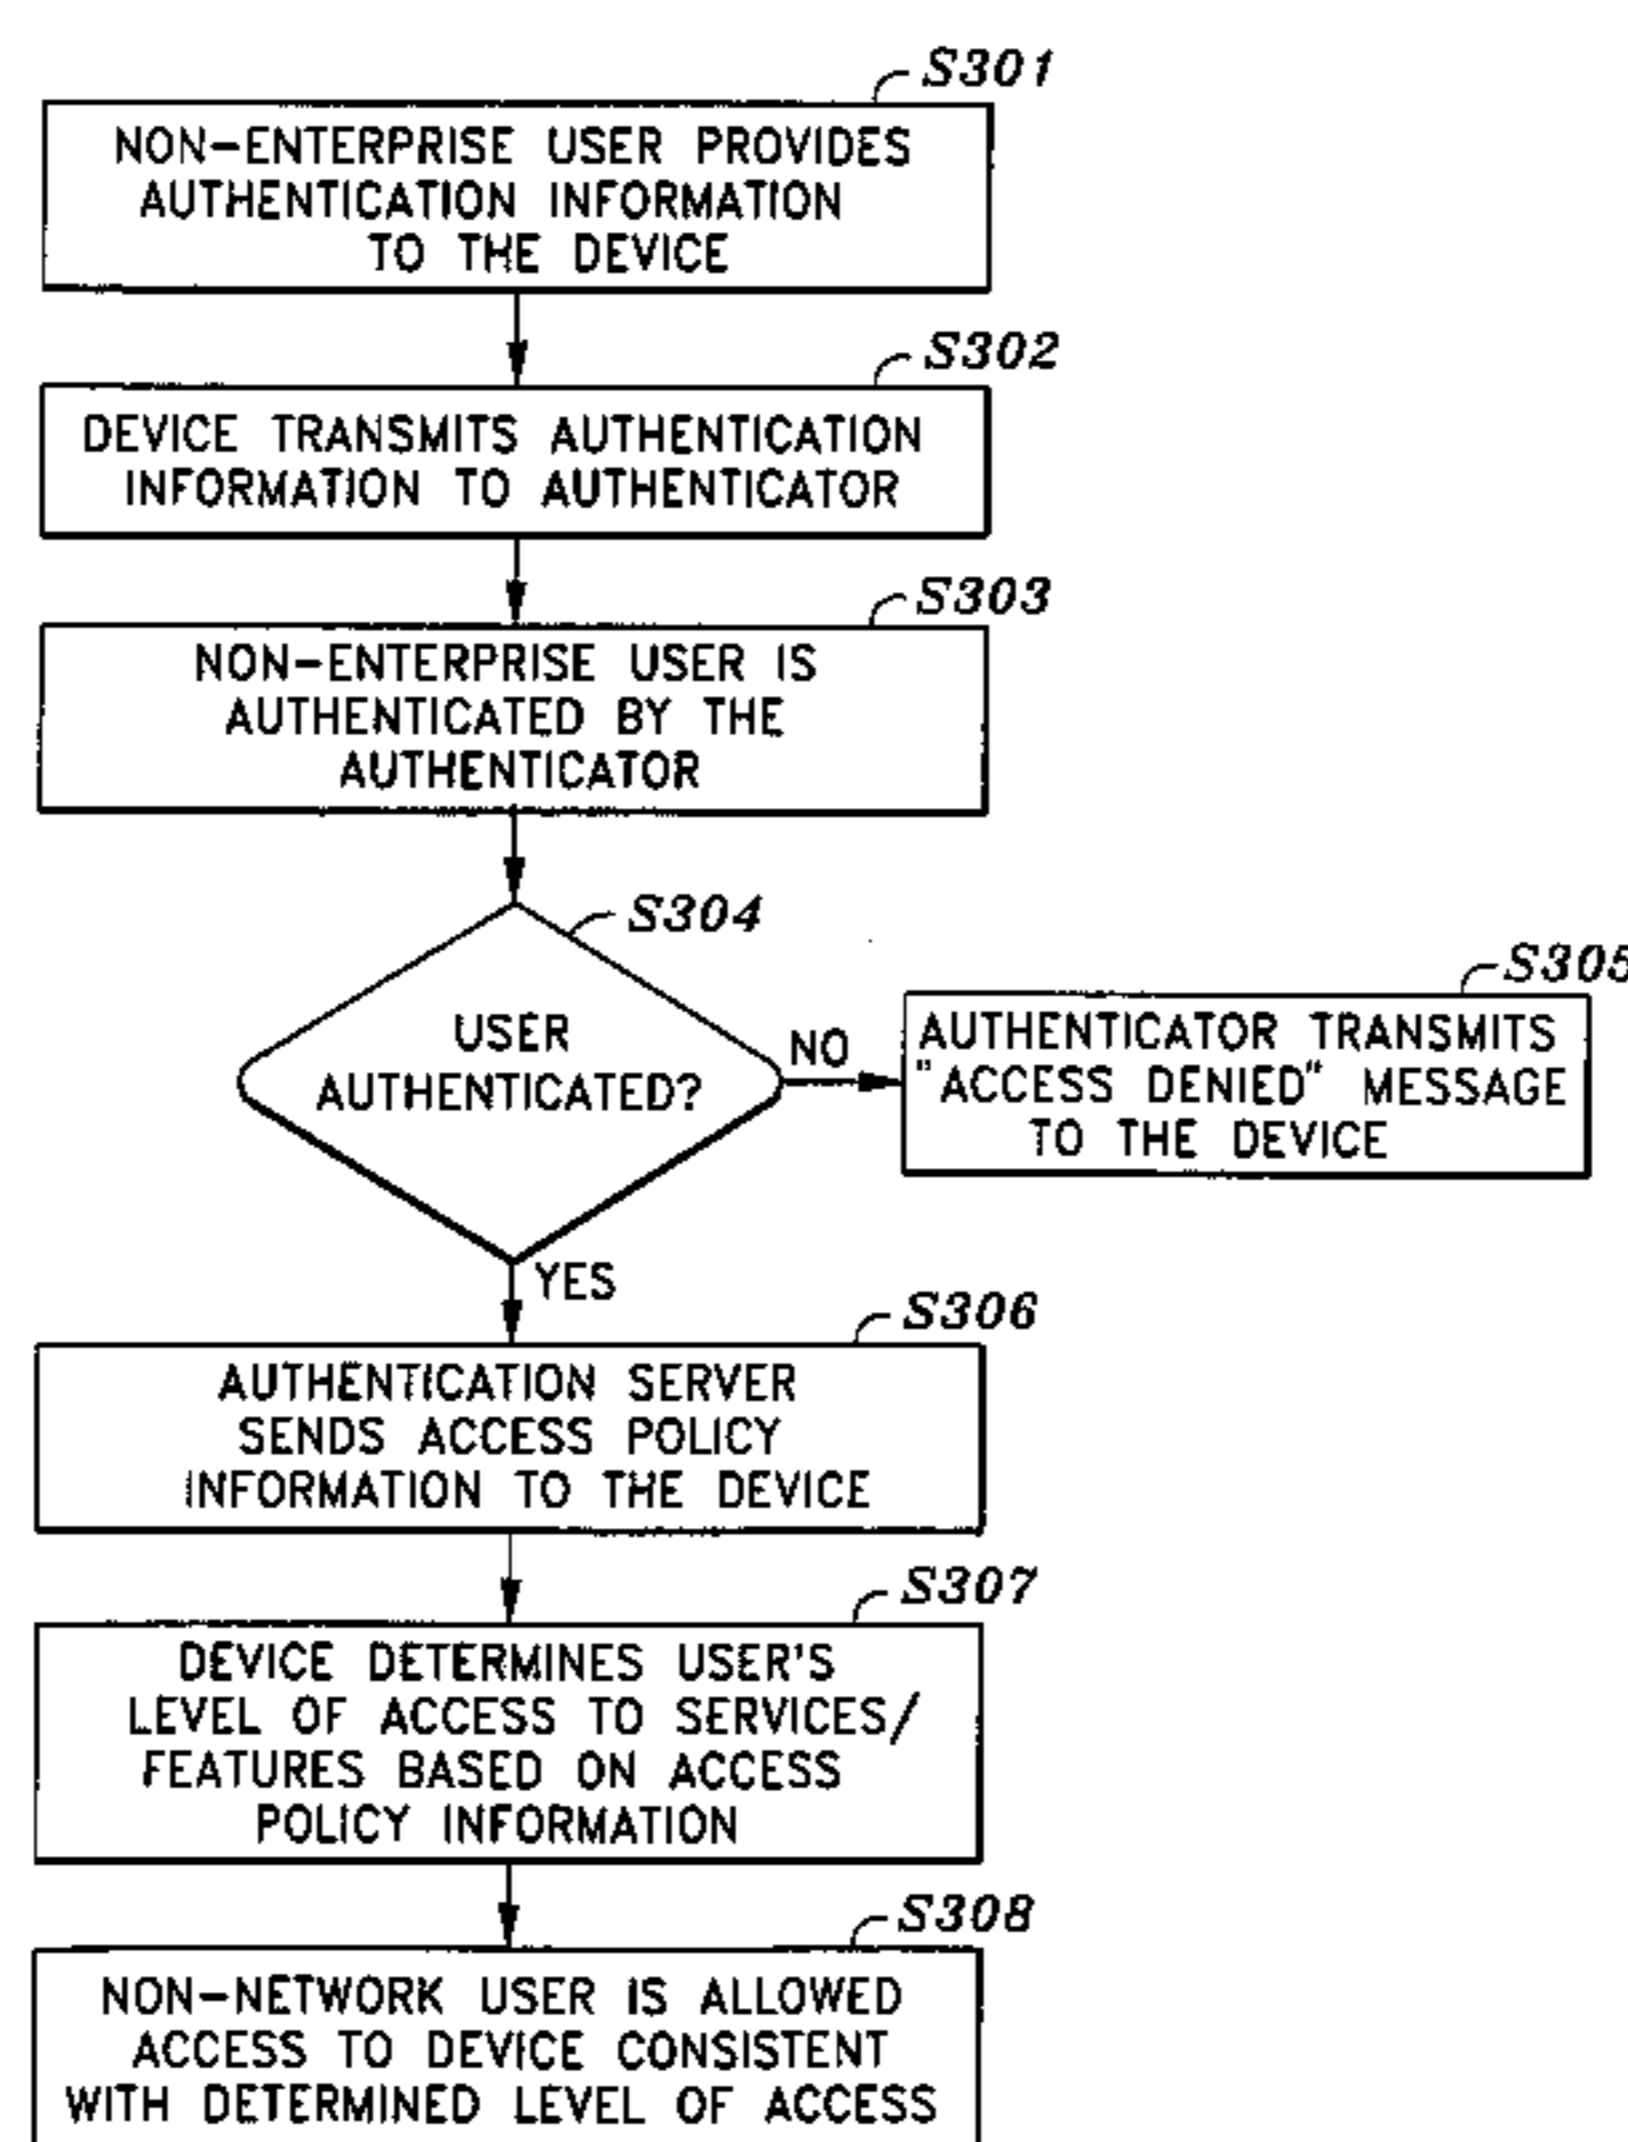 S301
NON-ENTERPRISE USER PROVIDES
AUTHENTICATION INFORMATION
TO THE DEVICE
S302
DEVICE TRANSMITS AUTHENTICATION
INFORMATION TO AUTHENTICATOR
S303
NON-ENTERPRISE USER IS
AUTHENTICATED BY THE
AUTHENTICATOR
S304
USER
AUTHENTICATED?
NO
S305
AUTHENTICATOR TRANSMITS
"ACCESS DENIED" MESSAGE
TO THE DEVICE
YES
S306
AUTHENTICATION SERVER
SENDS ACCESS POLICY
INFORMATION TO THE DEVICE
S307
DEVICE DETERMINES USER'S
LEVEL OF ACCESS TO SERVICES/
FEATURES BASED ON ACCESS
POLICY INFORMATION
S308
NON-NETWORK USER IS ALLOWED
ACCESS TO DEVICE CONSISTENT
WITH DETERMINED LEVEL OF ACCESS